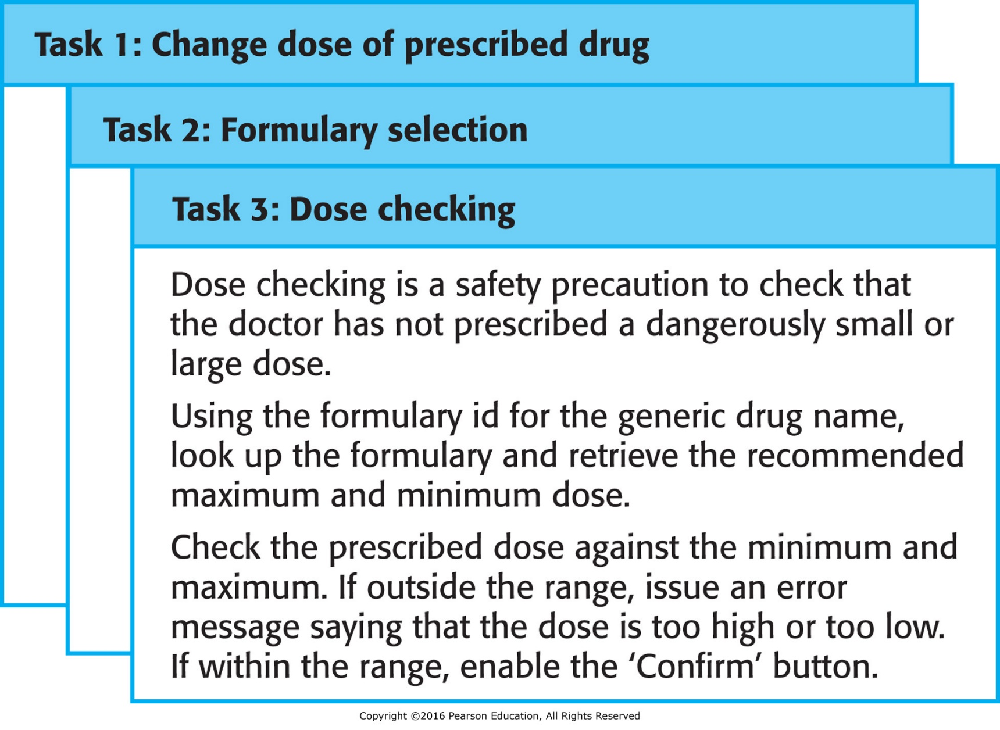 Task 1: Change dose of prescribed drug
Task 2: Formulary selection
Task 3: Dose checking
Dose checking is a safety precaution to check that
the doctor has not prescribed a dangerously small or
large dose.
Using the formulary id for the generic drug name,
look up the formulary and retrieve the recommended
maximum and minimum dose.
Check the prescribed dose against the minimum and
maximum. If outside the range, issue an error
message saying that the dose is too high or too low.
If within the range, enable the ‘Confirm’ button.
Copyright ©2016 Pearson Education, All Rights Reserved